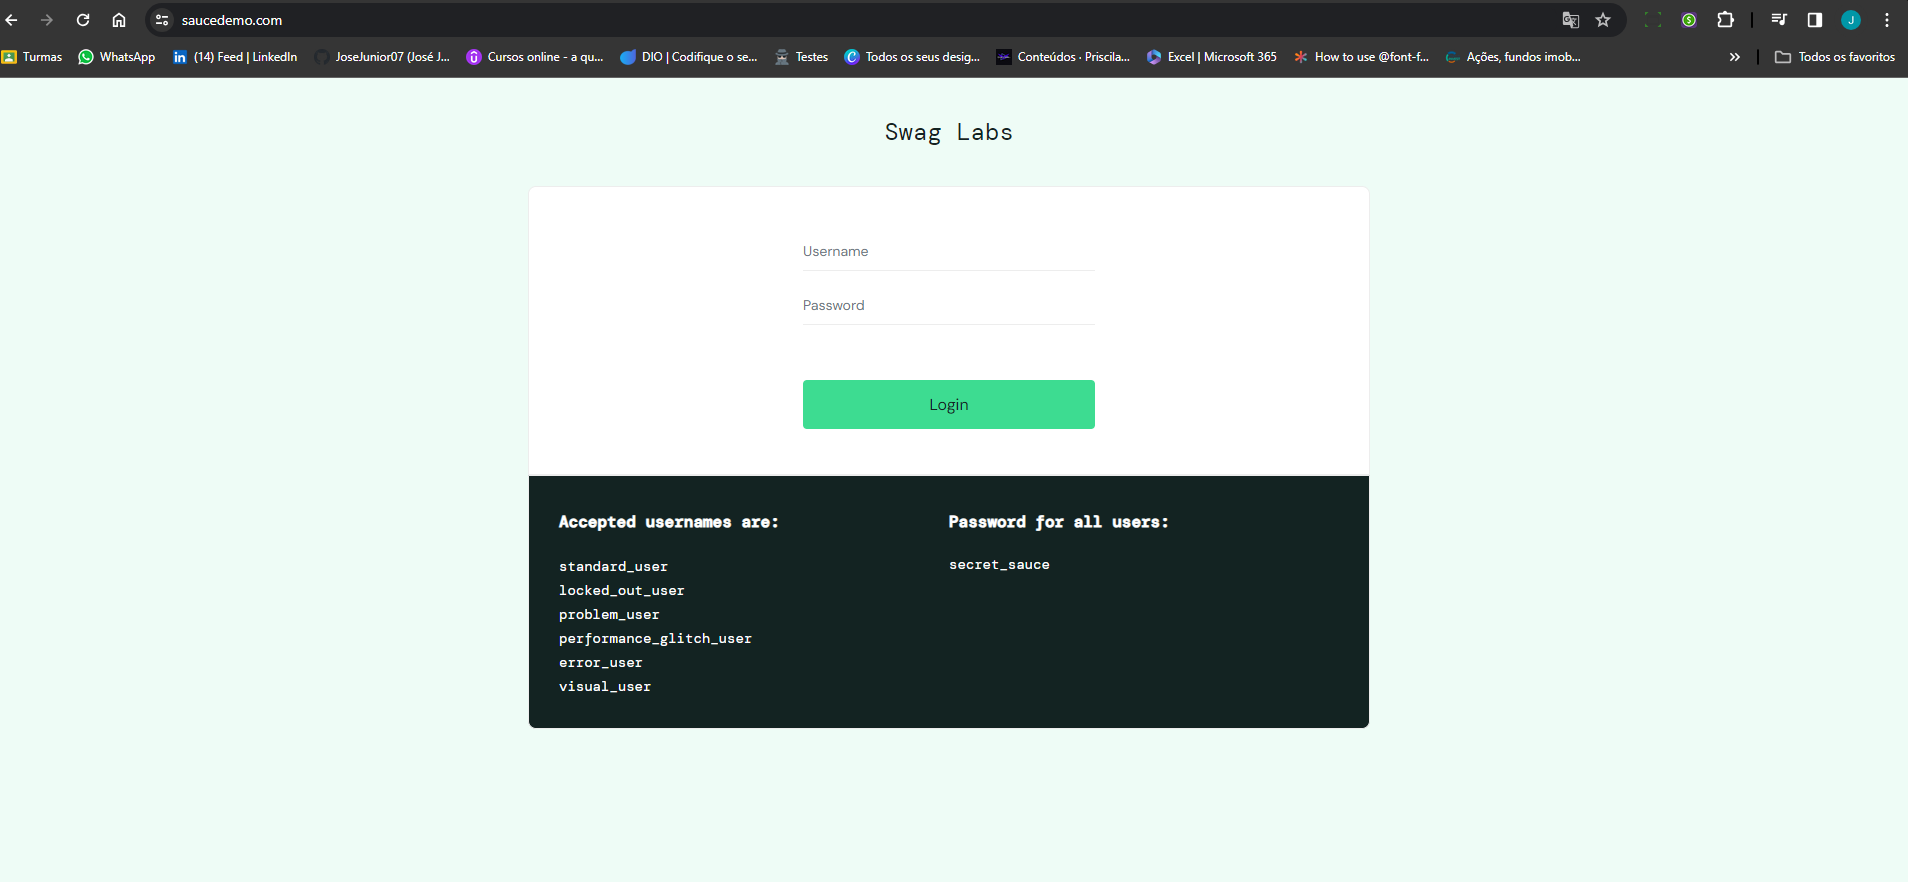 saucedemo.com
Turmas WhatsApp (14) Feed | LinkedIn JoseJunior07 (José J... Cursos online - a qu... DIO | Codifique o se... Testes Todos os seus desig... Conteúdos · Priscila... Excel | Microsoft 365 How to use @font-f... Ações, fundos imob... Todos os favoritos
Swag Labs
Username
Password
Login
Accepted usernames are:
standard_user
locked_out_user
problem_user
performance_glitch_user
error_user
visual_user
Password for all users:
secret_sauce